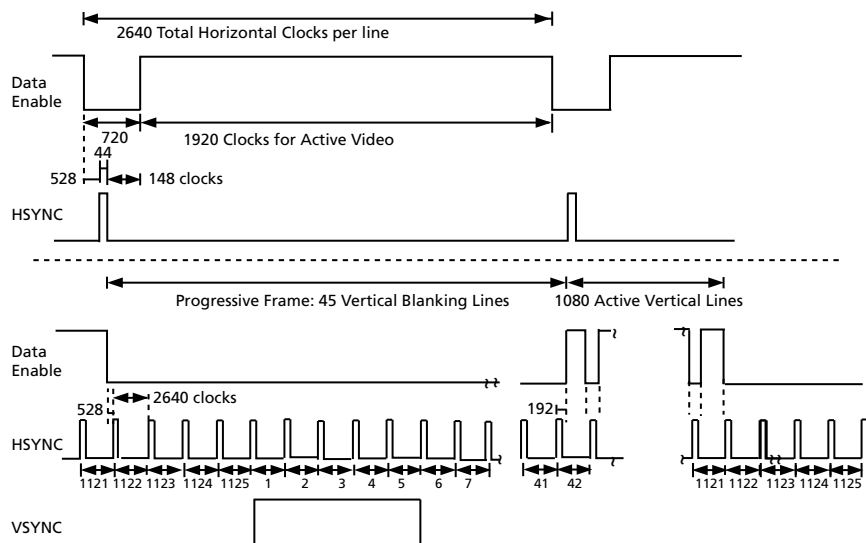 2640 Total Horizontal Clocks per line
Data
Enable
720
1920 Clocks for Active Video
44
528
148 clocks
HSYNC
Progressive Frame: 45 Vertical Blanking Lines
1080 Active Vertical Lines
Data
Enable
2640 clocks
528
192
HSYNC
1121 1122 1123 1124 1125 1 2 3 4 5 6 7 41 42 1121 1122 1123 1124 1125
VSYNC